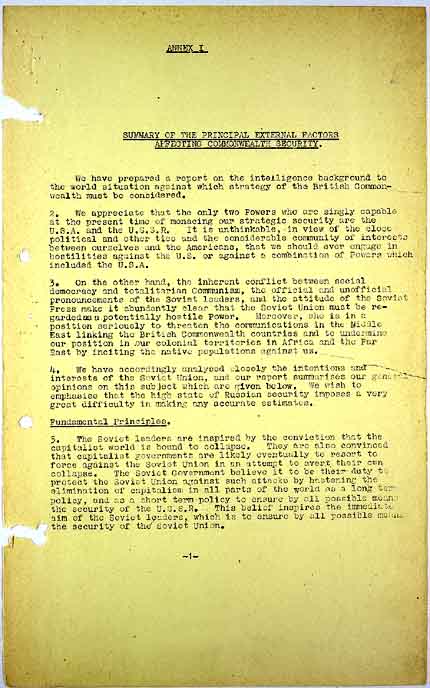 ANNEX I
SUMMARY OF THE PRINCIPAL EXTERNAL FACTORS
AFFECTING COMMONWEALTH SECURITY.
We have prepared a report on the intelligence background to
the world situation against which strategy of the British Common-
wealth must be considered.
2. We appreciate that the only two Powers who are singly capable
at the present time of menacing our strategic security are the
U.S.A. and the U.S.S.R. It is unthinkable, in view of the close
political and other ties and the considerable community of interests
between ourselves and the Americans, that we should ever engage in
hostilities against the U.S. or against a combination of Powers which
included the U.S.A.
3. On the other hand, the inherent conflict between social
democracy and totalitarian Communism, the official and unofficial
pronouncements of the Soviet leaders, and the attitude of the Soviet
Press make it abundantly clear that the Soviet Union must be re-
garded as a potentially hostile Power. Moreover, she is in a
position seriously to threaten the communications in the Middle
East linking the British Commonwealth countries and to undermine
our position in our colonial territories in Africa and the Far
East by inciting the native populations against us.
4. We have accordingly analysed closely the intentions and
interests of the Soviet Union, and our report summarises our
opinions on this subject which are given below. We wish to
emphasise that the high state of Russian security imposes a very
great difficulty in making any accurate estimates.
Fundamental Principles.
5. The Soviet leaders are inspired by the conviction that the
capitalist world is bound to collapse. They are also convinced
that capitalist governments are likely eventually to resort to
force against the Soviet Union in an attempt to avert their own
collapse. The Soviet Government believe it to be their duty to
protect the Soviet Union against such attacks by hastening the
elimination of capitalism in all parts of the world as a long term
policy, and as a short term policy to ensure by all possible means
the security of the U.S.S.R. This belief inspires the immediate
aim of the Soviet leaders, which is to ensure by all possible means
the security of the Soviet Union.
-1-